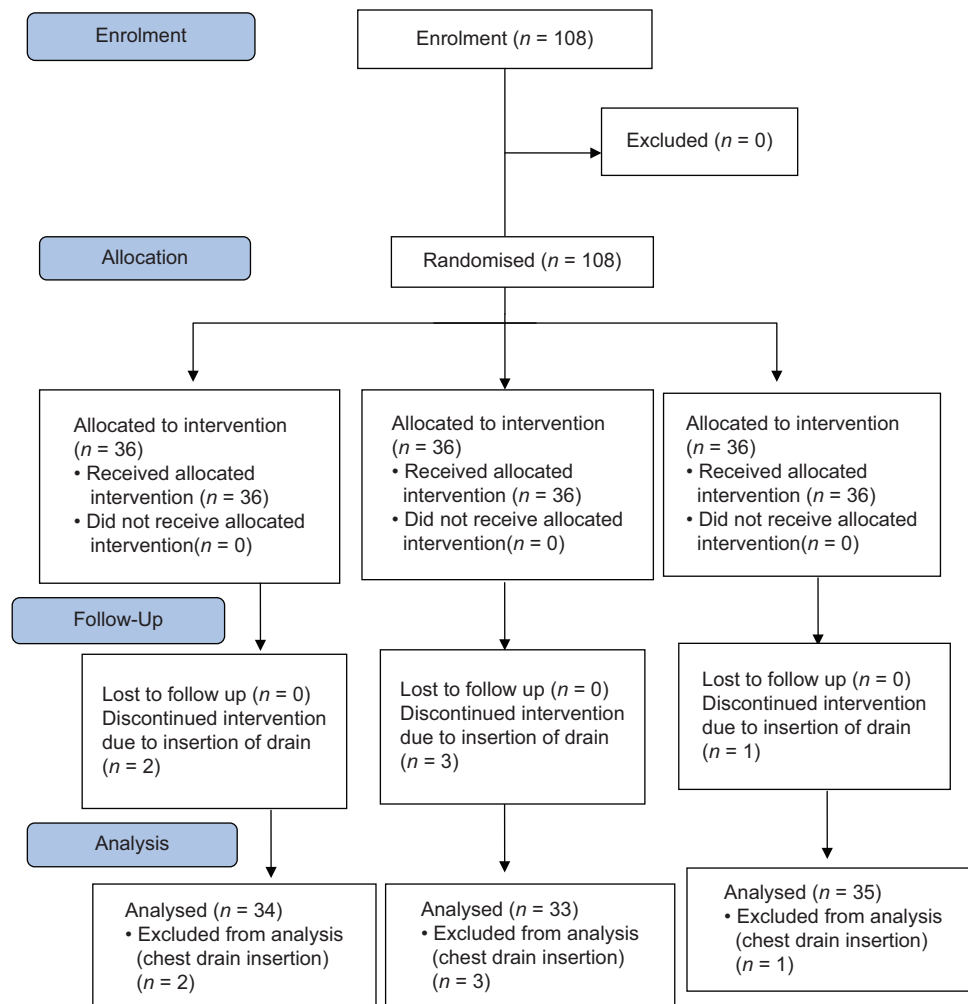 Enrolment
Enrolment (n = 108)
Excluded (n = 0)
Allocation
Randomised (n = 108)
Allocated to intervention
(n = 36)
• Received allocated
intervention (n = 36)
• Did not receive allocated
intervention(n = 0)
Allocated to intervention
(n = 36)
• Received allocated
intervention (n = 36)
• Did not receive allocated
intervention(n = 0)
Allocated to intervention
(n = 36)
• Received allocated
intervention (n = 36)
• Did not receive allocated
intervention(n = 0)
Follow-Up
Lost to follow up (n = 0)
Discontinued intervention
due to insertion of drain
(n = 2)
Lost to follow up (n = 0)
Discontinued intervention
due to insertion of drain
(n = 3)
Lost to follow up (n = 0)
Discontinued intervention
due to insertion of drain
(n = 1)
Analysis
Analysed (n = 34)
• Excluded from analysis
(chest drain insertion)
(n = 2)
Analysed (n = 33)
• Excluded from analysis
(chest drain insertion)
(n = 3)
Analysed (n = 35)
• Excluded from analysis
(chest drain insertion)
(n = 1)